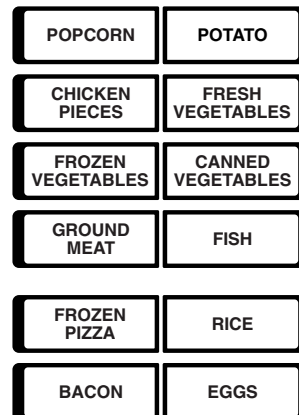 POPCORN
POTATO
CHICKEN
PIECES
FRESH
VEGETABLES
FROZEN
VEGETABLES
CANNED
VEGETABLES
GROUND
MEAT
FISH
FROZEN
PIZZA
RICE
BACON
EGGS